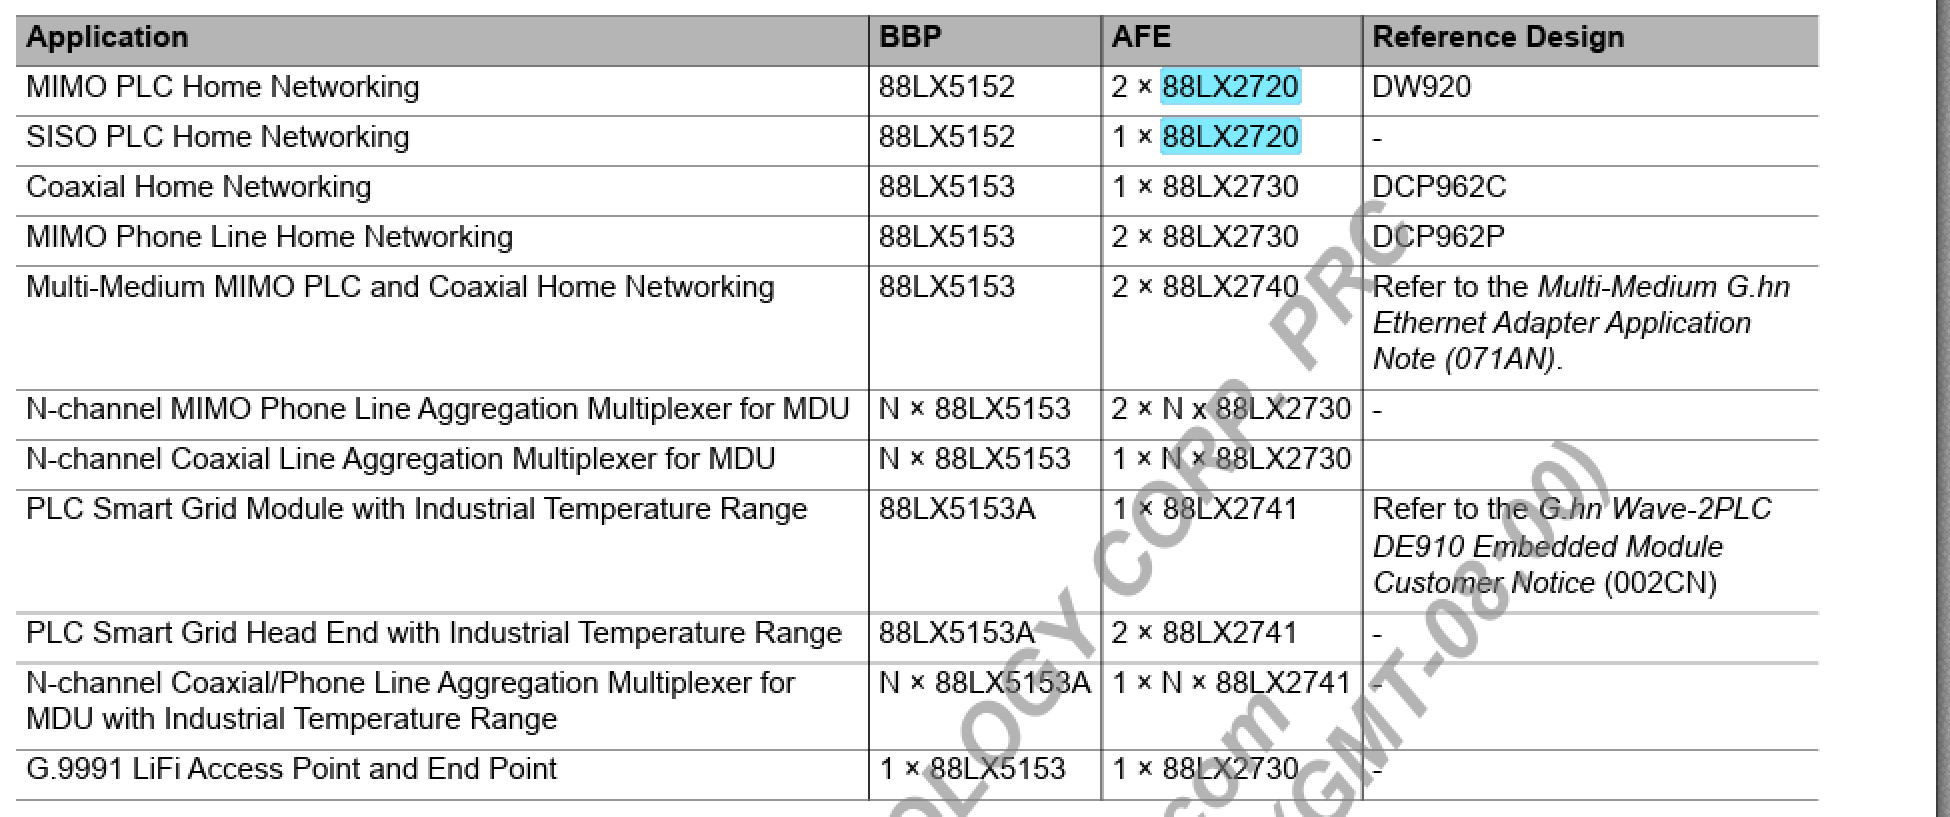 Application BBP AFE Reference Design
MIMO PLC Home Networking 88LX5152 2 × 88LX2720 DW920
SISO PLC Home Networking 88LX5152 1 × 88LX2720 -
Coaxial Home Networking 88LX5153 1 × 88LX2730 DCP962C
MIMO Phone Line Home Networking 88LX5153 2 × 88LX2730 DCP962P
Multi-Medium MIMO PLC and Coaxial Home Networking 88LX5153 2 × 88LX2740 Refer to the Multi-Medium G.hn
Ethernet Adapter Application
Note (071AN).
N-channel MIMO Phone Line Aggregation Multiplexer for MDU N × 88LX5153 2 × N x 88LX2730 -
N-channel Coaxial Line Aggregation Multiplexer for MDU N × 88LX5153 1 × N × 88LX2730
PLC Smart Grid Module with Industrial Temperature Range 88LX5153A 1 × 88LX2741 Refer to the G.hn Wave-2PLC
DE910 Embedded Module
Customer Notice (002CN)
PLC Smart Grid Head End with Industrial Temperature Range 88LX5153A 2 × 88LX2741 -
N-channel Coaxial/Phone Line Aggregation Multiplexer for N × 88LX5153A 1 × N × 88LX2741 -
MDU with Industrial Temperature Range
G.9991 LiFi Access Point and End Point 1 × 88LX5153 1 × 88LX2730 -
OLOGY CORP. PRC
.com
(GMT-08:00)